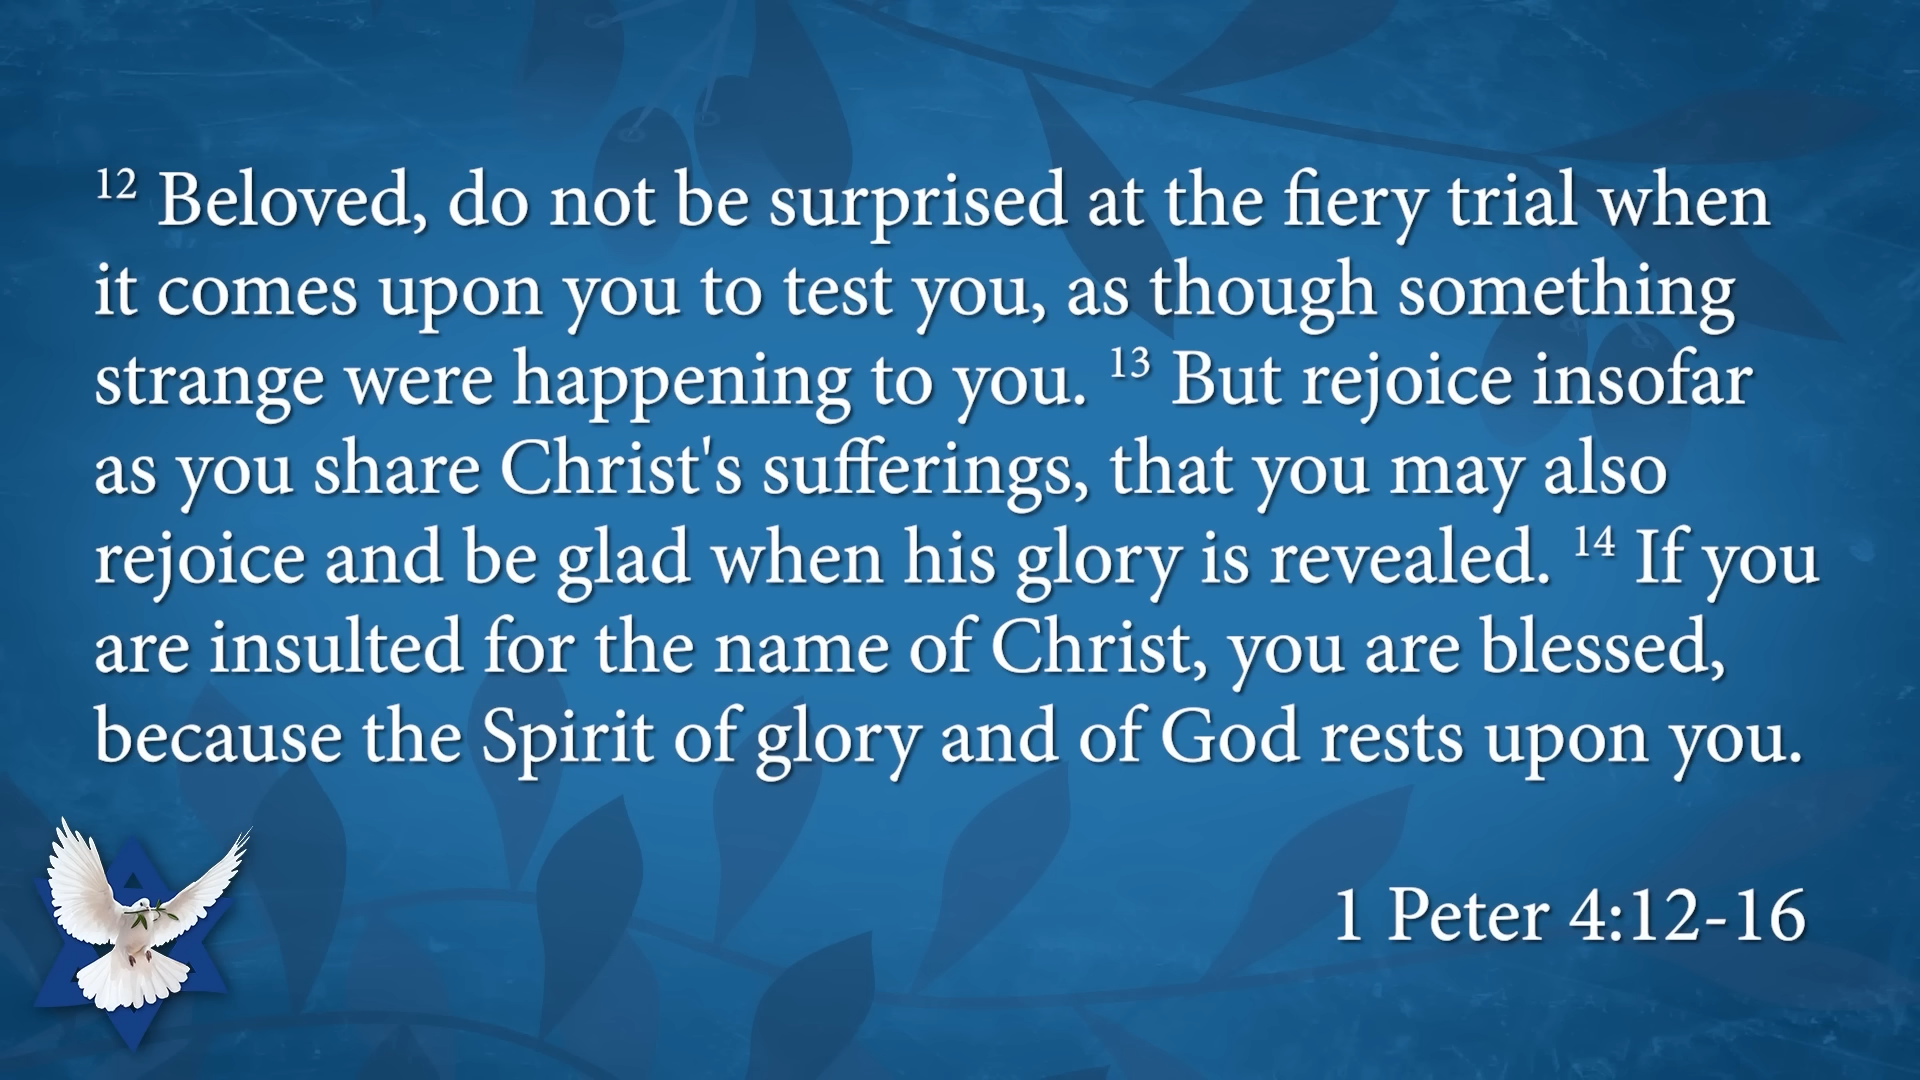 12 Beloved, do not be surprised at the fiery trial when
it comes upon you to test you, as though something
strange were happening to you. 13 But rejoice insofar
as you share Christ's sufferings, that you may also
rejoice and be glad when his glory is revealed. 14 If you
are insulted for the name of Christ, you are blessed,
because the Spirit of glory and of God rests upon you.
1 Peter 4:12-16